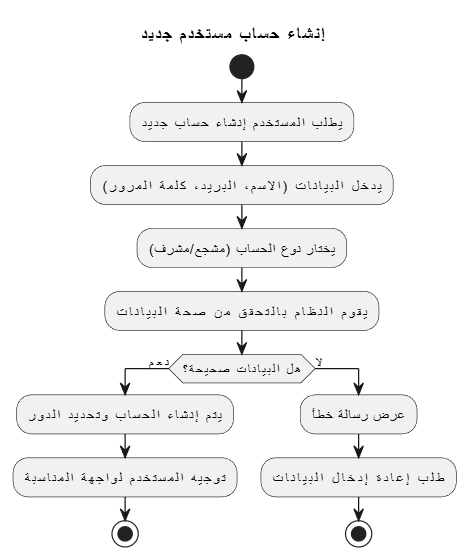 إنشاء حساب مستخدم جديد
يطلب المستخدم إنشاء حساب جديد
يدخل البيانات (الاسم، البريد، كلمة المرور)
يختار نوع الحساب (مشجع/مشرف)
يقوم النظام بالتحقق من صحة البيانات
هل البيانات صحيحة؟
لا
نعم
عرض رسالة خطأ
يتم إنشاء الحساب وتحديد الدور
طلب إعادة إدخال البيانات
توجيه المستخدم لواجهة المناسبة